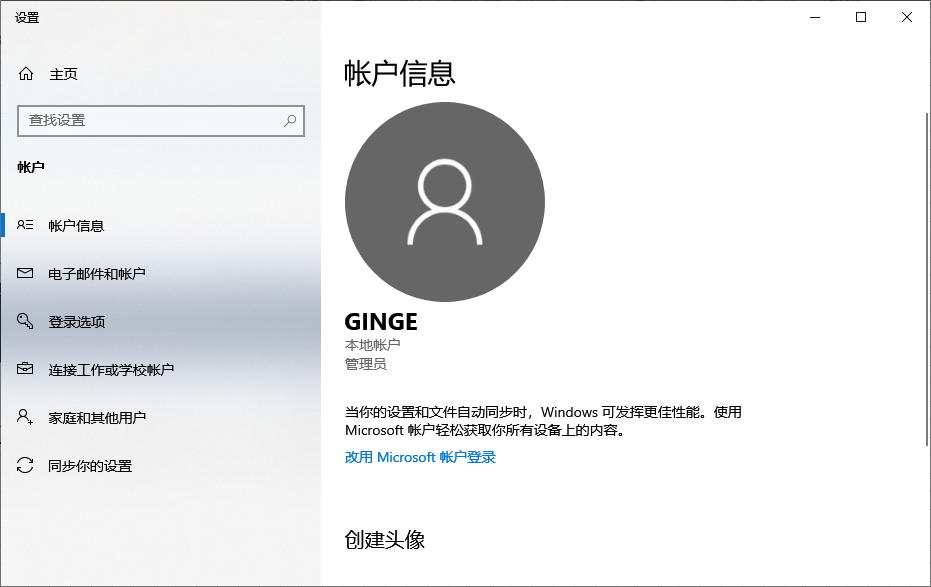 设置
主页
查找设置
帐户
帐户信息
电子邮件和帐户
登录选项
连接工作或学校帐户
家庭和其他用户
同步你的设置
帐户信息
GINGE
本地帐户
管理员
当你的设置和文件自动同步时，Windows 可发挥更佳性能。使用
Microsoft 帐户轻松获取你所有设备上的内容。
改用 Microsoft 帐户登录
创建头像